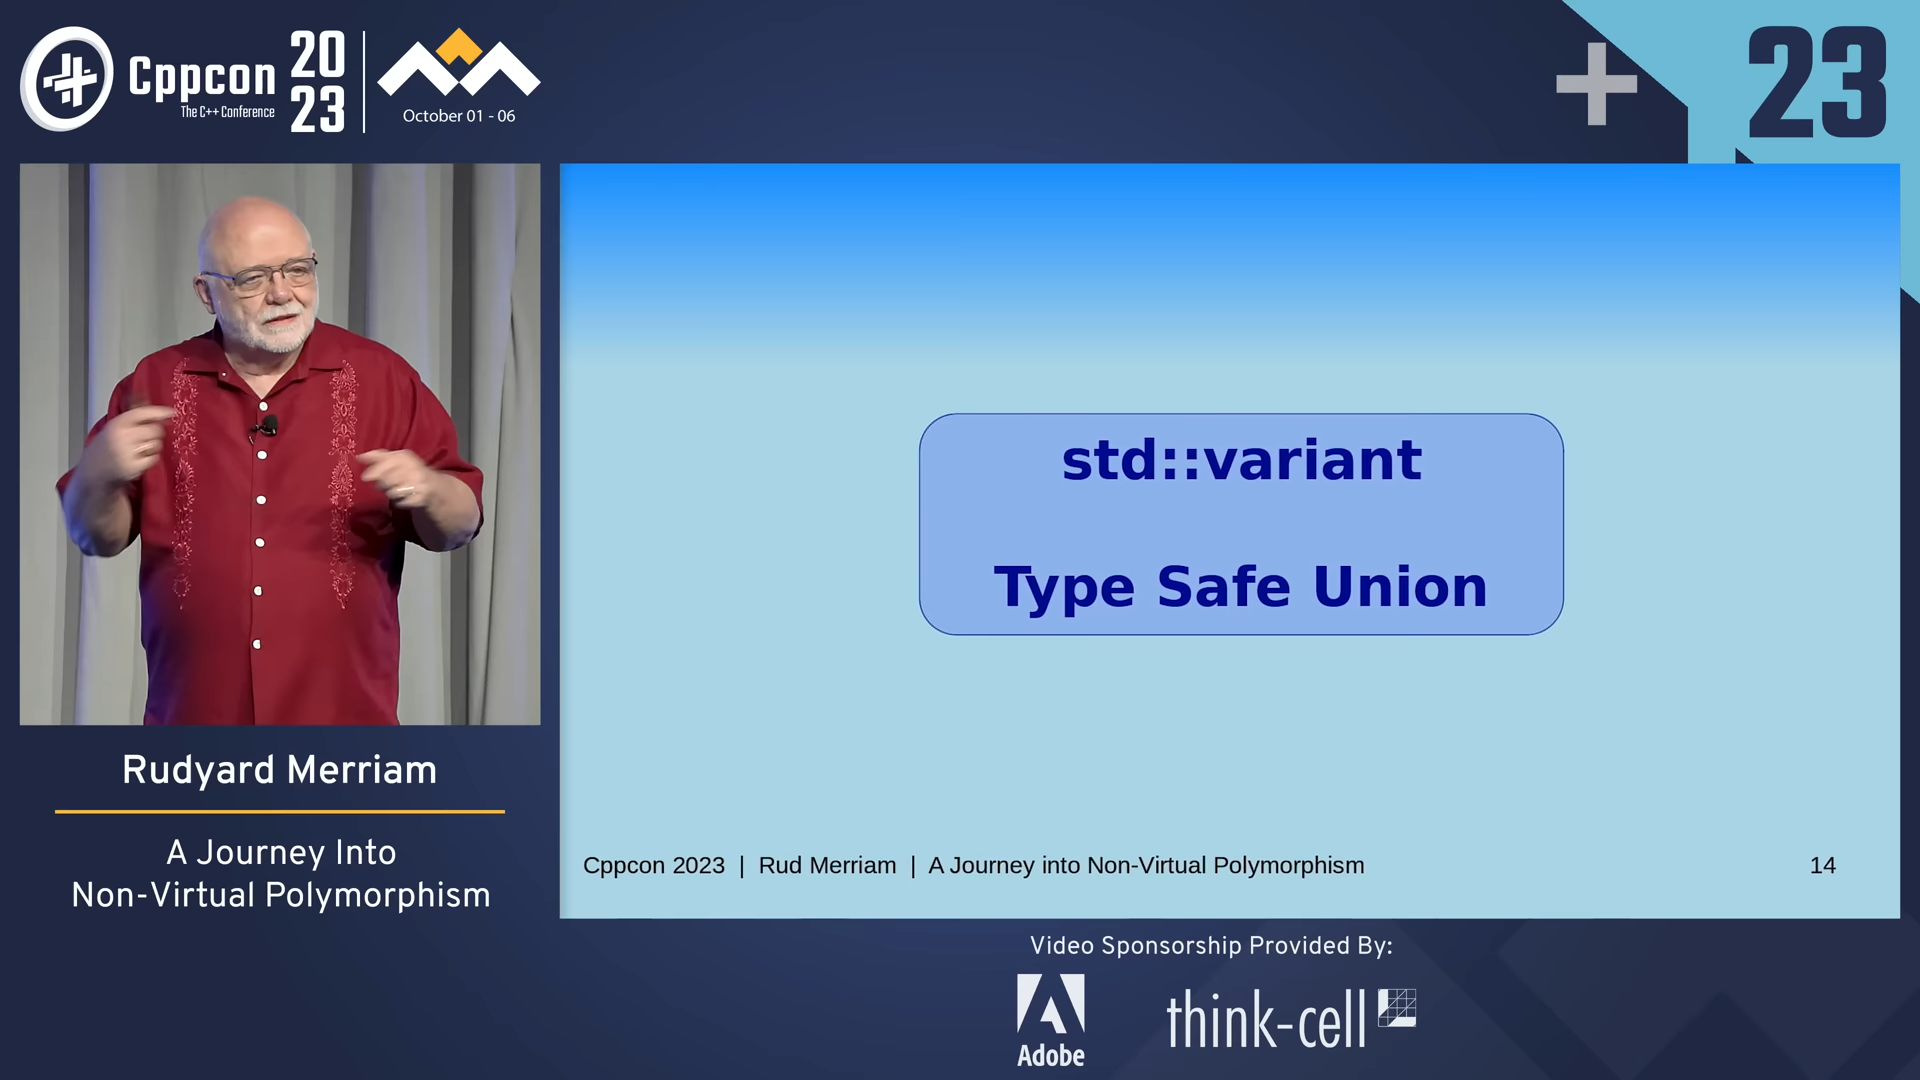 Cppcon
The C++ Conference
20
23
October 01 - 06
23
std::variant
Type Safe Union
Cppcon 2023 | Rud Merriam | A Journey into Non-Virtual Polymorphism
14
Rudyard Merriam
A Journey Into
Non-Virtual Polymorphism
Video Sponsorship Provided By:
Adobe
think-cell